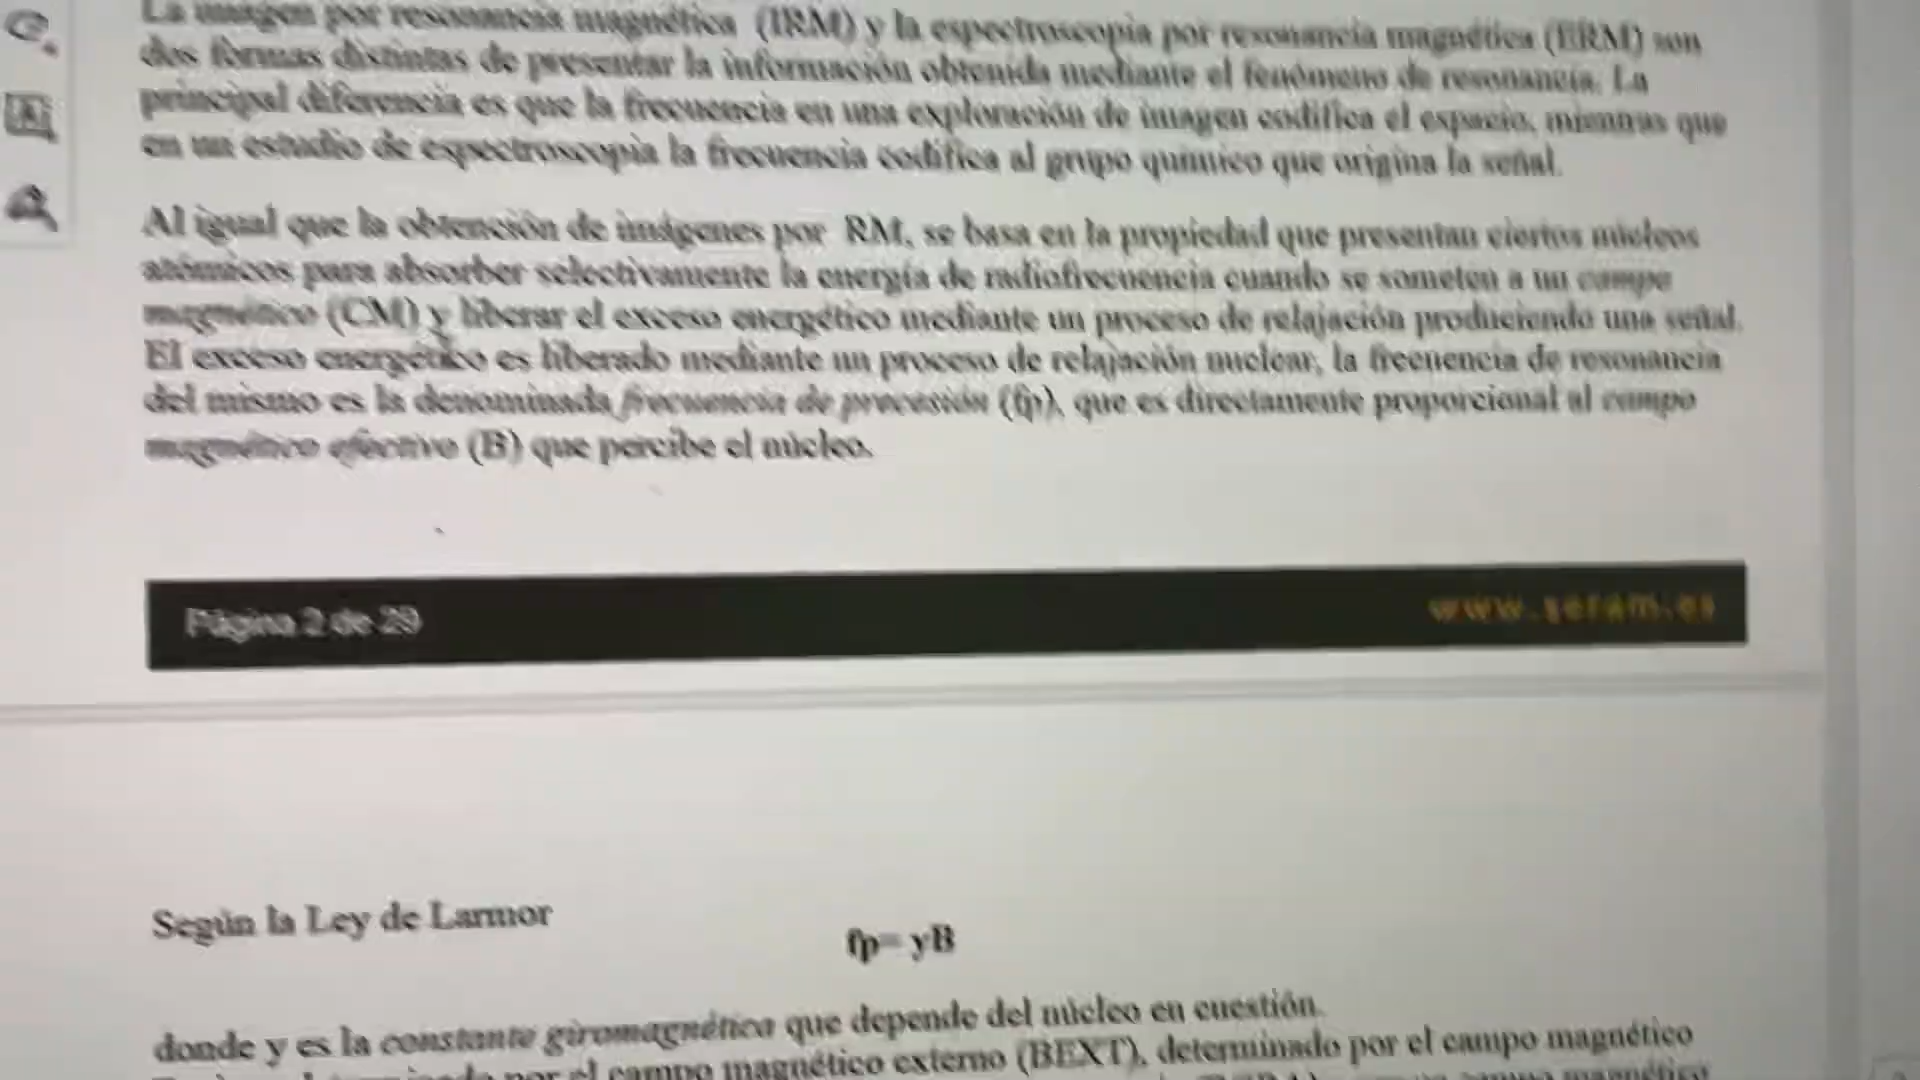 La imagen por resonancia magnética (IRM) y la espectroscopia por resonancia magnética (ERM) son
dos formas distintas de presentar la información obtenida mediante el fenómeno de resonancia. La
principal diferencia es que la frecuencia en una exploración de imagen codifica el espacio, mientras que
en un estudio de espectroscopia la frecuencia codifica al grupo químico que origina la señal.
Al igual que la obtención de imágenes por RM, se basa en la propiedad que presentan ciertos núcleos
atómicos para absorber selectivamente la energía de radiofrecuencia cuando se someten a un campo
magnético (CM) y liberar el exceso energético mediante un proceso de relajación produciendo una señal.
El exceso energético es liberado mediante un proceso de relajación nuclear, la frecuencia de resonancia
del mismo es la denominada frecuencia de precesión (fp), que es directamente proporcional al campo
magnético efectivo (B) que percibe el núcleo.
Página 2 de 29
www.seram.es
Según la Ley de Larmor
fp= yB
donde y es la constante giromagnética que depende del núcleo en cuestión.
por el campo magnético externo (BEXT), determinado por el campo magnético